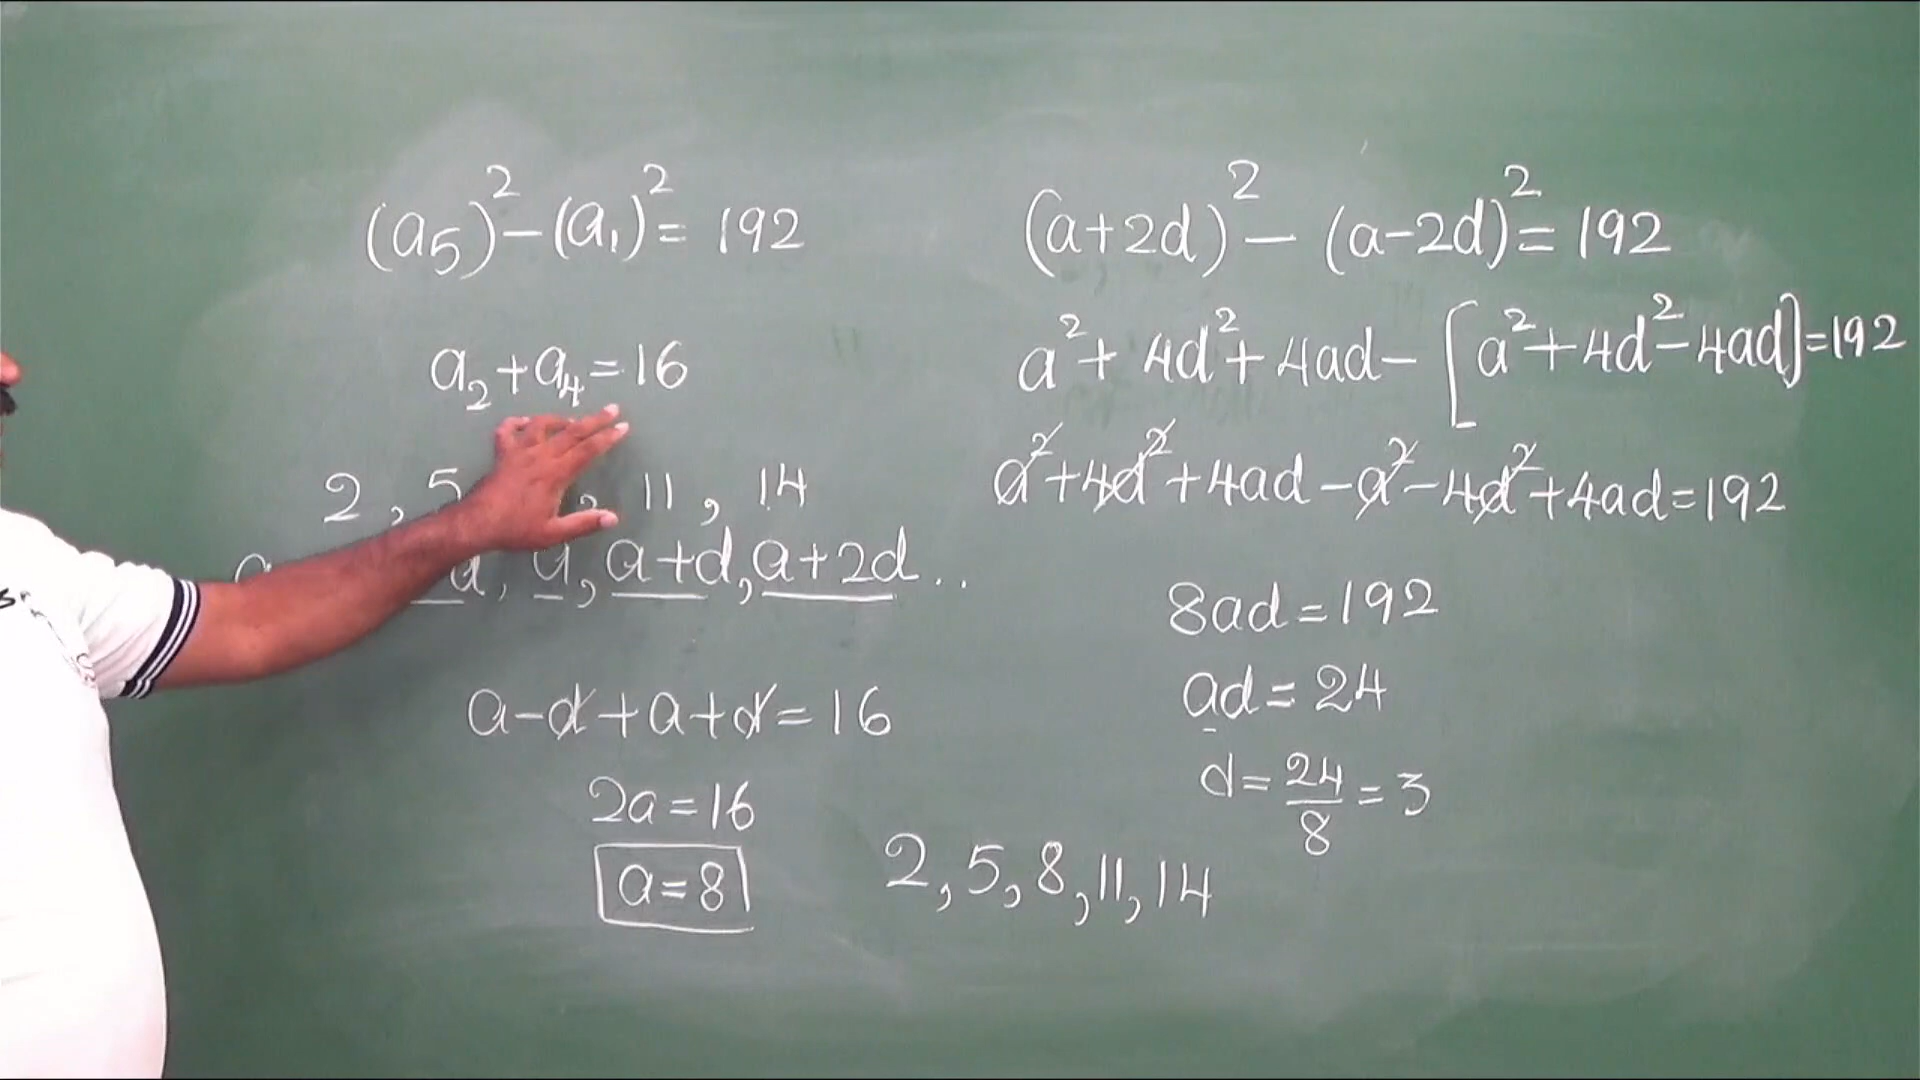 (a₅)² - (a₁)² = 192
a₂ + a₄ = 16
2, 5 , 11, 14
d, a, a+d, a+2d..
a-d+a+d=16
2a=16
a=8
(a+2d)² - (a-2d)² = 192
a² + 4d² + 4ad - [a² + 4d² - 4ad] = 192
a² + 4d² + 4ad - a² - 4d² + 4ad = 192
8ad = 192
ad = 24
d = 24/8 = 3
2, 5, 8, 11, 14